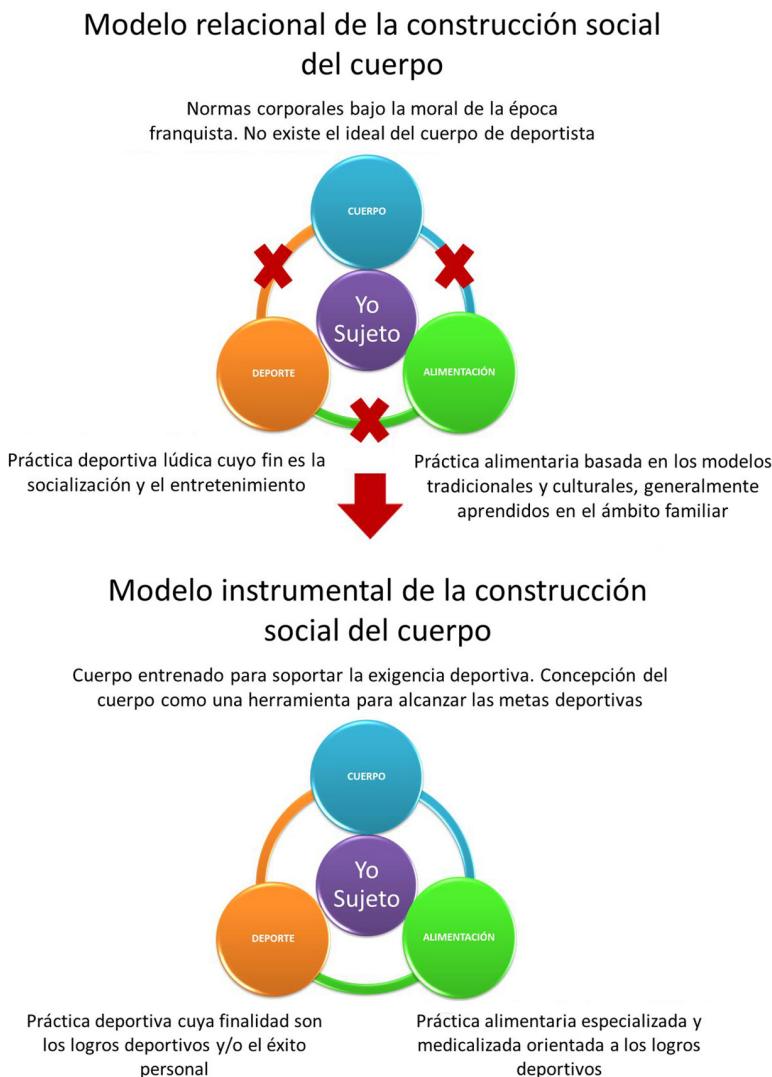 Modelo relacional de la construcción social
del cuerpo
Normas corporales bajo la moral de la época
franquista. No existe el ideal del cuerpo de deportista
CUERPO
Yo
Sujeto
DEPORTE
ALIMENTACIÓN
Práctica deportiva lúdica cuyo fin es la
socialización y el entretenimiento
Práctica alimentaria basada en los modelos
tradicionales y culturales, generalmente
aprendidos en el ámbito familiar
Modelo instrumental de la construcción
social del cuerpo
Cuerpo entrenado para soportar la exigencia deportiva. Concepción del
cuerpo como una herramienta para alcanzar las metas deportivas
CUERPO
Yo
Sujeto
DEPORTE
ALIMENTACIÓN
Práctica deportiva cuya finalidad son
los logros deportivos y/o el éxito
personal
Práctica alimentaria especializada y
medicalizada orientada a los logros
deportivos